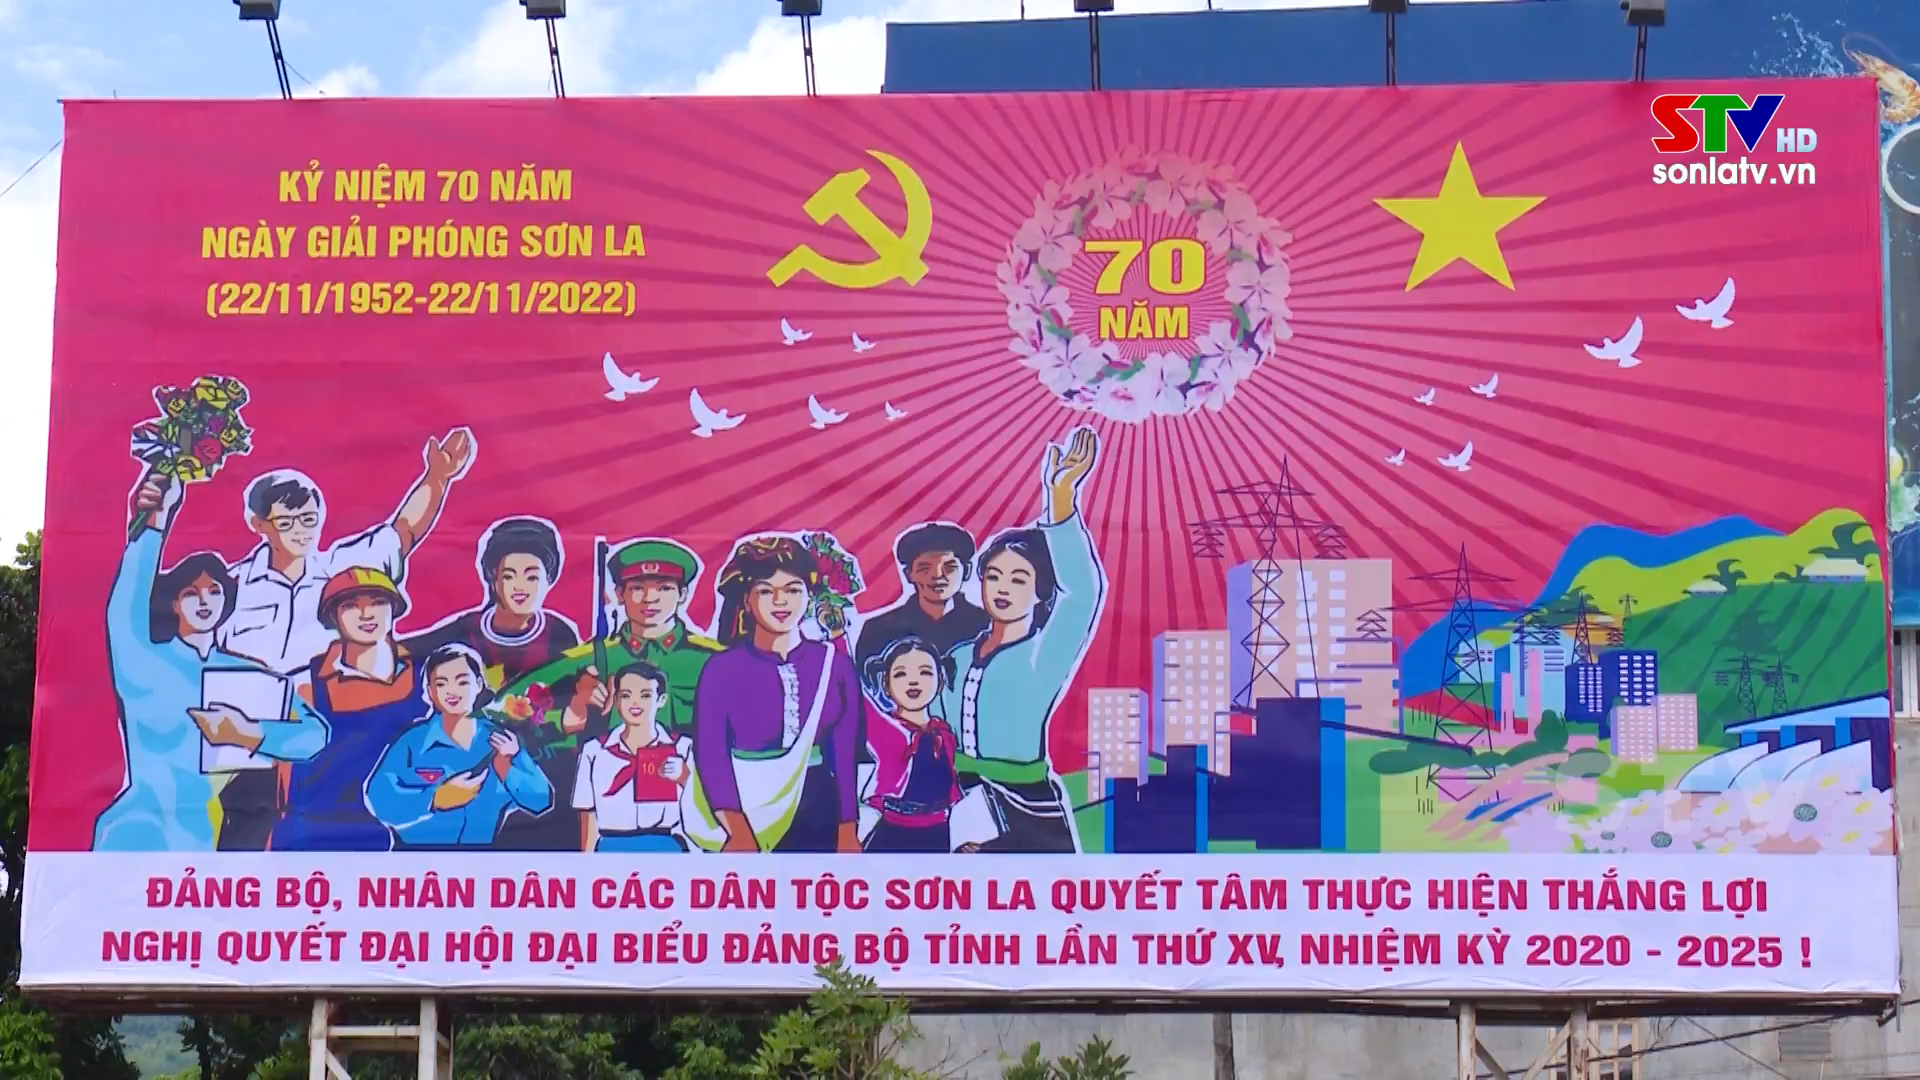 STV HD
sonlatv.vn
KỶ NIỆM 70 NĂM
NGÀY GIẢI PHÓNG SƠN LA
(22/11/1952-22/11/2022)
70
NĂM
10
ĐẢNG BỘ, NHÂN DÂN CÁC DÂN TỘC SƠN LA QUYẾT TÂM THỰC HIỆN THẮNG LỢI
NGHỊ QUYẾT ĐẠI HỘI ĐẠI BIỂU ĐẢNG BỘ TỈNH LẦN THỨ XV, NHIỆM KỲ 2020 - 2025 !
STV